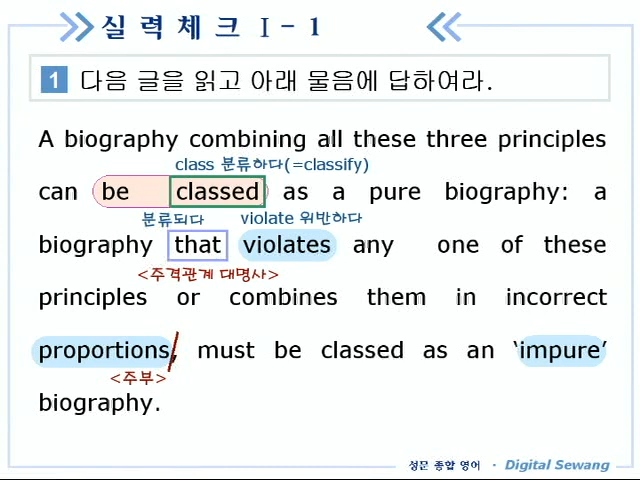 실 력 체 크 I - 1
1 다음 글을 읽고 아래 물음에 답하여라.
A biography combining all these three principles
class 분류하다(=classify)
can be classed as a pure biography: a
분류되다 violate 위반하다
biography that violates any one of these
<주격관계 대명사>
principles or combines them in incorrect
proportions, must be classed as an ‘impure’
<주부>
biography.
성문 종합 영어 · Digital Sewang